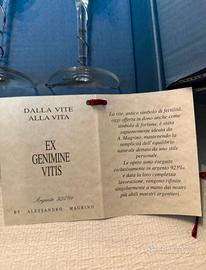 DALLA VITE
ALLA VITA
EX
GENIMINE
VITIS
Argento 925‰
BY ALESSANDRO MAGRINO
La vite, antico simbolo di fertilità,
oggi offerta in dono anche come
simbolo di fortuna, è stata
sapientemente ideata da
A. Magrino, mantenendo la
semplicità dell'equilibrio
naturale donato da uno stile
personale.
Le opere sono eseguite
esclusivamente in argento 925‰,
e data la loro completa
lavorazione, vengono rifinite
singolarmente a mano dai nostri
più abili maestri argentieri.